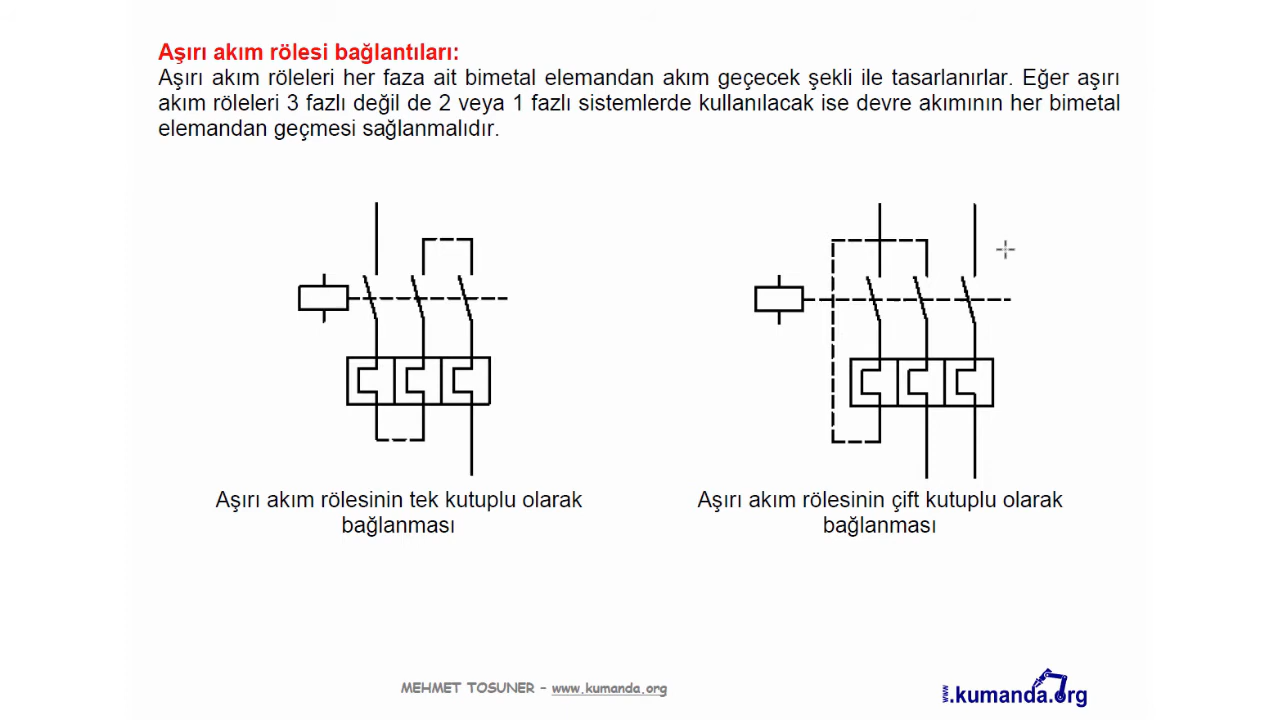 Aşırı akım rölesi bağlantıları:
Aşırı akım röleleri her faza ait bimetal elemandan akım geçecek şekli ile tasarlanırlar. Eğer aşırı
akım röleleri 3 fazlı değil de 2 veya 1 fazlı sistemlerde kullanılacak ise devre akımının her bimetal
elemandan geçmesi sağlanmalıdır.
Aşırı akım rölesinin tek kutuplu olarak
bağlanması
Aşırı akım rölesinin çift kutuplu olarak
bağlanması
MEHMET TOSUNER - www.kumanda.org
www.kumanda.org